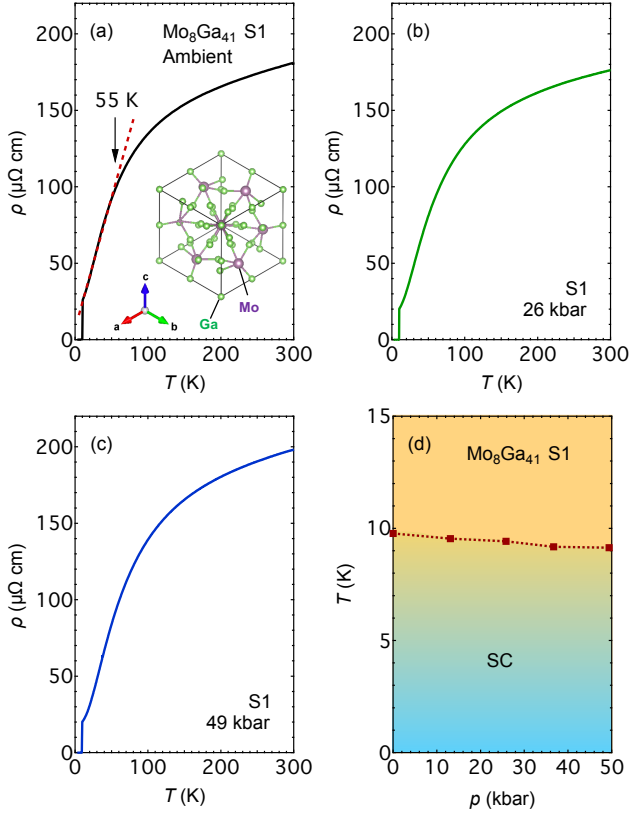 (a)
Mo8Ga41 S1
Ambient
55 K
200
150
100
50
0
ρ (μΩ cm)
c
a
b
Ga
Mo
0
100
200
300
T (K)
(b)
200
150
100
50
0
ρ (μΩ cm)
S1
26 kbar
0
100
200
300
T (K)
(c)
200
150
100
50
0
ρ (μΩ cm)
S1
49 kbar
0
100
200
300
T (K)
(d)
Mo8Ga41 S1
15
10
5
0
T (K)
SC
0
10
20
30
40
50
p (kbar)